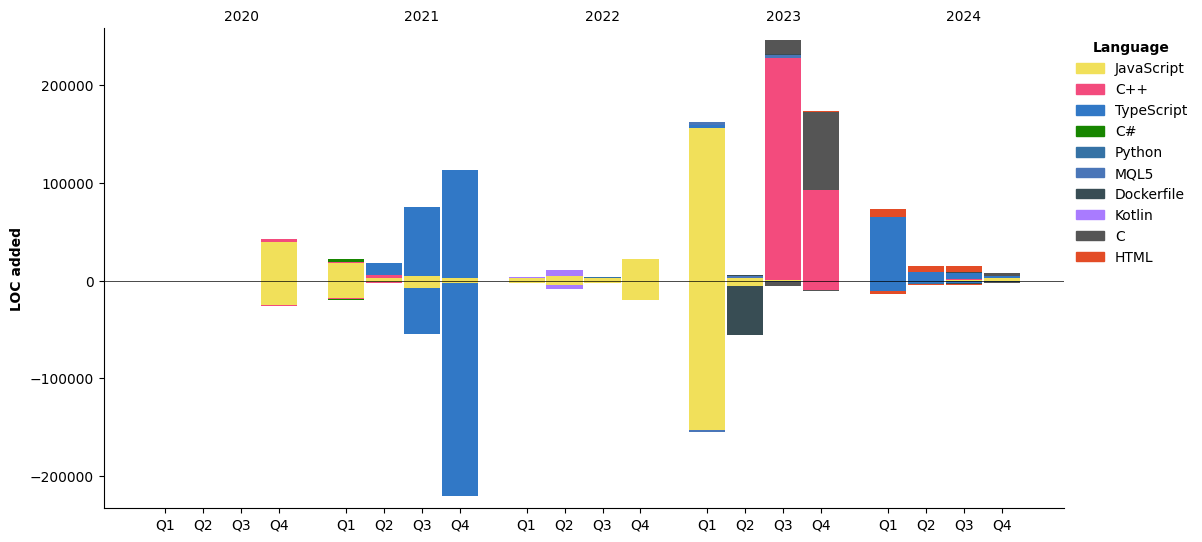 2020 2021 2022 2023 2024
Language
JavaScript
C++
TypeScript
C#
Python
MQL5
Dockerfile
Kotlin
C
HTML
LOC added
200000
100000
0
−100000
−200000
Q1 Q2 Q3 Q4 Q1 Q2 Q3 Q4 Q1 Q2 Q3 Q4 Q1 Q2 Q3 Q4 Q1 Q2 Q3 Q4